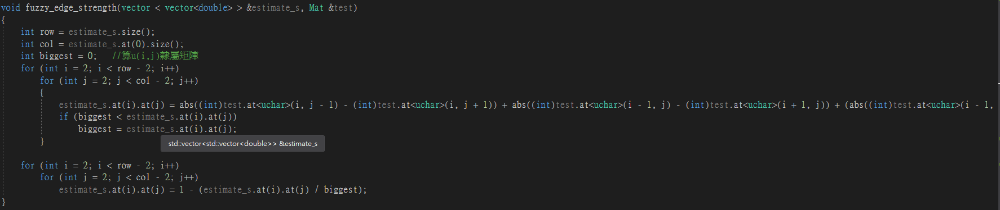 void fuzzy_edge_strength(vector < vector<double> > &estimate_s, Mat &test)
{
    int row = estimate_s.size();
    int col = estimate_s.at(0).size();
    int biggest = 0;   //算u(i,j)隸屬矩陣
    for (int i = 2; i < row - 2; i++)
        for (int j = 2; j < col - 2; j++)
        {
            estimate_s.at(i).at(j) = abs((int)test.at<uchar>(i, j - 1) - (int)test.at<uchar>(i, j + 1)) + abs((int)test.at<uchar>(i - 1, j) - (int)test.at<uchar>(i + 1, j)) + (abs((int)test.at<uchar>(i - 1,
            if (biggest < estimate_s.at(i).at(j))
                biggest = estimate_s.at(i).at(j);
        }
std::vector<std::vector<double>> &estimate_s
    for (int i = 2; i < row - 2; i++)
        for (int j = 2; j < col - 2; j++)
            estimate_s.at(i).at(j) = 1 - (estimate_s.at(i).at(j) / biggest);
}